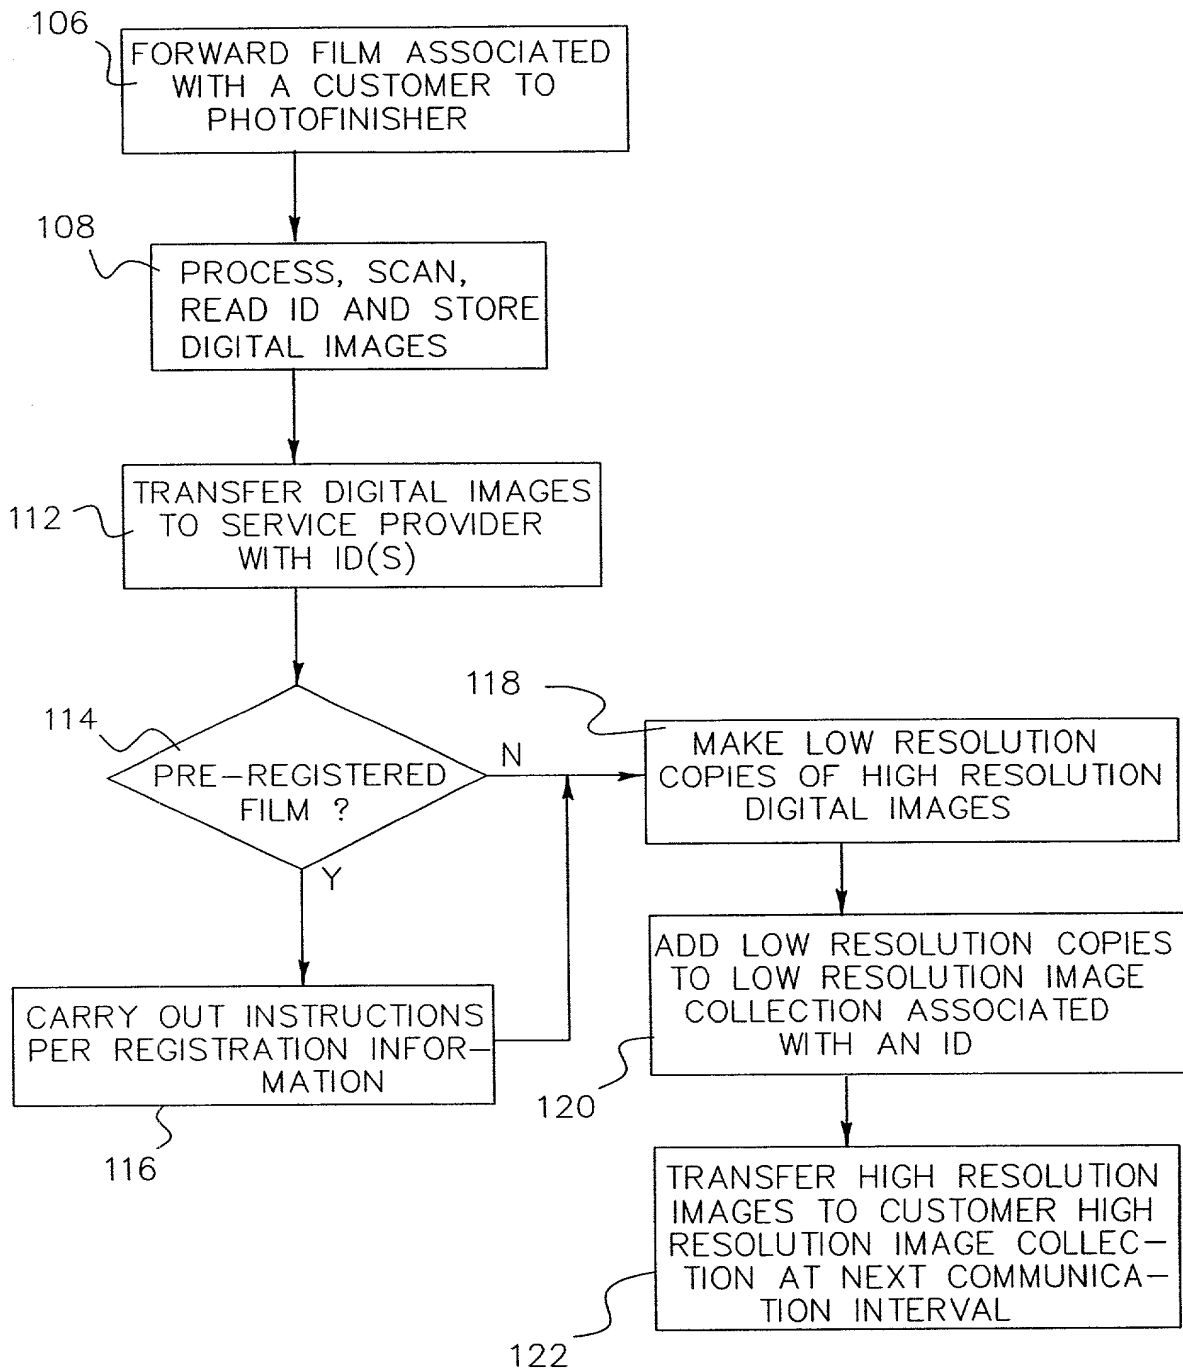 106
FORWARD FILM ASSOCIATED
WITH A CUSTOMER TO
PHOTOFINISHER
108
PROCESS, SCAN,
READ ID AND STORE
DIGITAL IMAGES
112
TRANSFER DIGITAL IMAGES
TO SERVICE PROVIDER
WITH ID(S)
114
PRE-REGISTERED
FILM ?
N
Y
116
CARRY OUT INSTRUCTIONS
PER REGISTRATION INFOR-
MATION
118
MAKE LOW RESOLUTION
COPIES OF HIGH RESOLUTION
DIGITAL IMAGES
120
ADD LOW RESOLUTION COPIES
TO LOW RESOLUTION IMAGE
COLLECTION ASSOCIATED
WITH AN ID
122
TRANSFER HIGH RESOLUTION
IMAGES TO CUSTOMER HIGH
RESOLUTION IMAGE COLLEC-
TION AT NEXT COMMUNICA-
TION INTERVAL